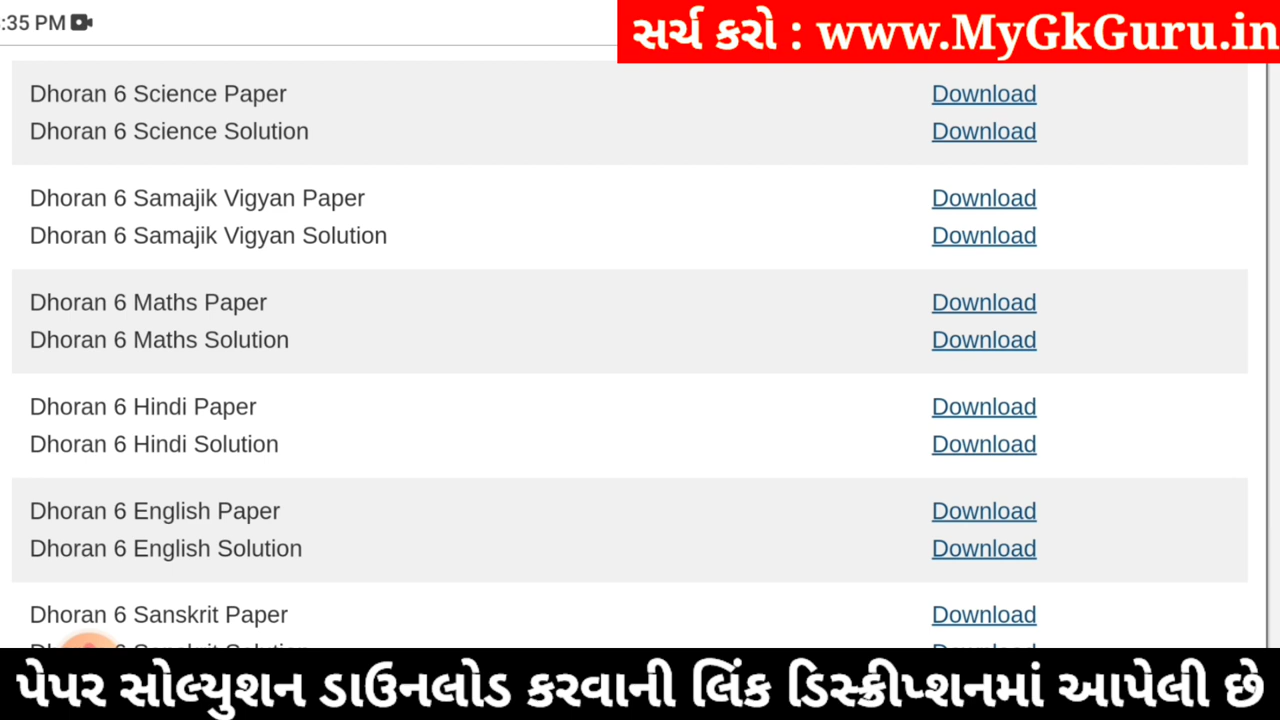 :35 PM
સર્ચ કરો : www.MyGkGuru.in
Dhoran 6 Science Paper Download
Dhoran 6 Science Solution Download
Dhoran 6 Samajik Vigyan Paper Download
Dhoran 6 Samajik Vigyan Solution Download
Dhoran 6 Maths Paper Download
Dhoran 6 Maths Solution Download
Dhoran 6 Hindi Paper Download
Dhoran 6 Hindi Solution Download
Dhoran 6 English Paper Download
Dhoran 6 English Solution Download
Dhoran 6 Sanskrit Paper Download
પેપર સોલ્યુશન ડાઉનલોડ કરવાની લિંક ડિસ્ક્રીપ્શનમાં આપેલી છે